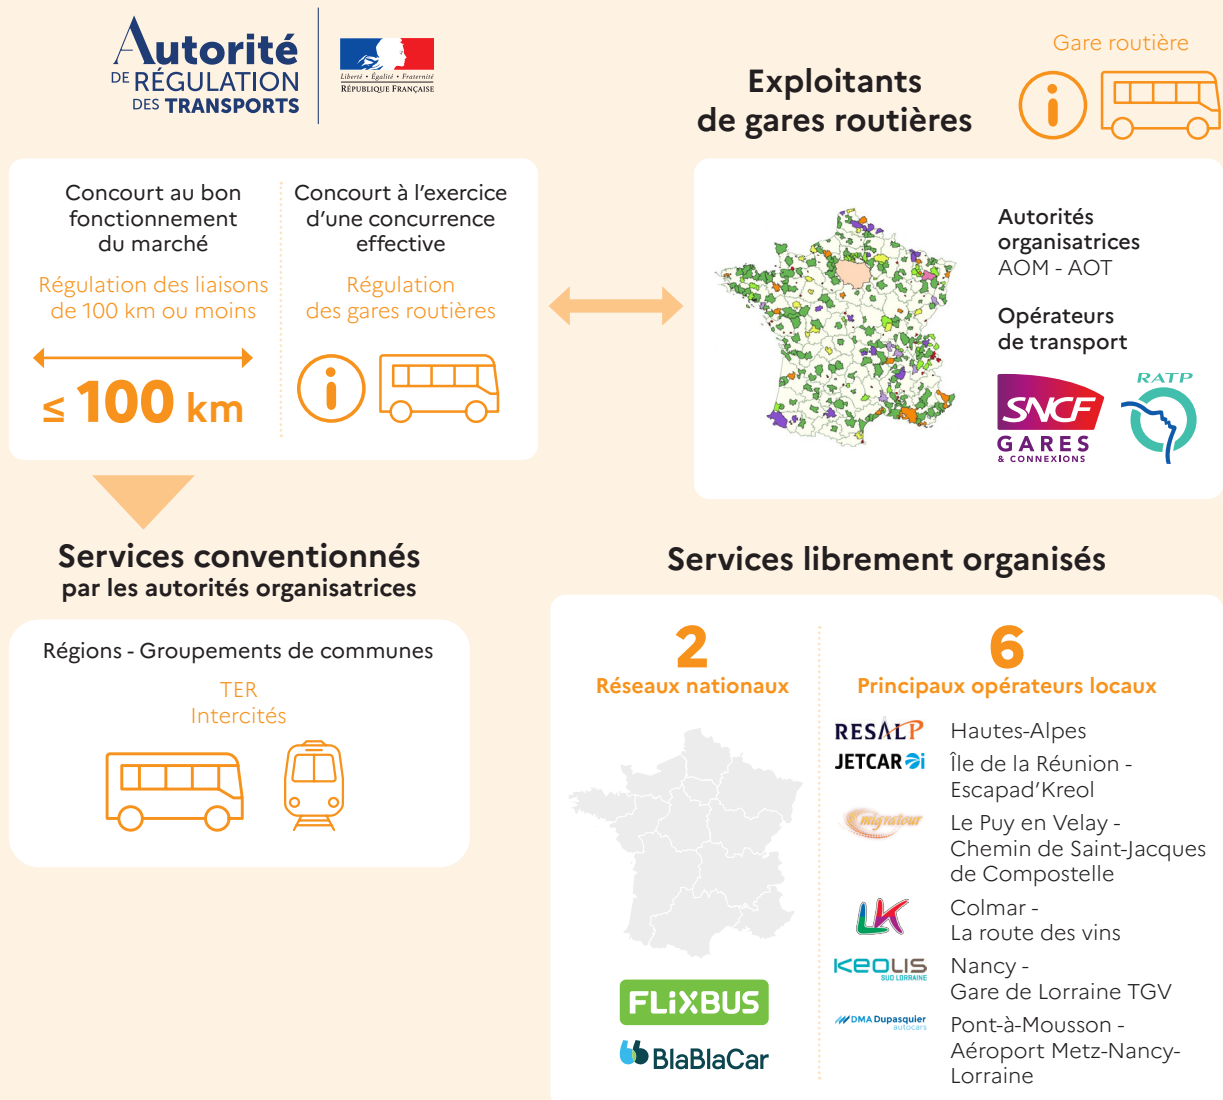 Autorité
DE RÉGULATION
DES TRANSPORTS
Liberté • Égalité • Fraternité
RÉPUBLIQUE FRANÇAISE
Gare routière
Exploitants
de gares routières
Concourt au bon
fonctionnement
du marché
Régulation des liaisons
de 100 km ou moins
≤ 100 km
Concourt à l’exercice
d’une concurrence
effective
Régulation
des gares routières
Autorités
organisatrices
AOM - AOT
Opérateurs
de transport
SNCF
GARES
& CONNEXIONS
RATP
Services conventionnés
par les autorités organisatrices
Régions - Groupements de communes
TER
Intercités
Services librement organisés
2
Réseaux nationaux
FLiXBUS
BlaBlaCar
6
Principaux opérateurs locaux
RESALP
Hautes-Alpes
JETCAR
Île de la Réunion -
Escapad’Kreol
migratour
Le Puy en Velay -
Chemin de Saint-Jacques
de Compostelle
LK
Colmar -
La route des vins
KEOLIS
SUD LORRAINE
Nancy -
Gare de Lorraine TGV
DMA Dupasquier
autocars
Pont-à-Mousson -
Aéroport Metz-Nancy-
Lorraine